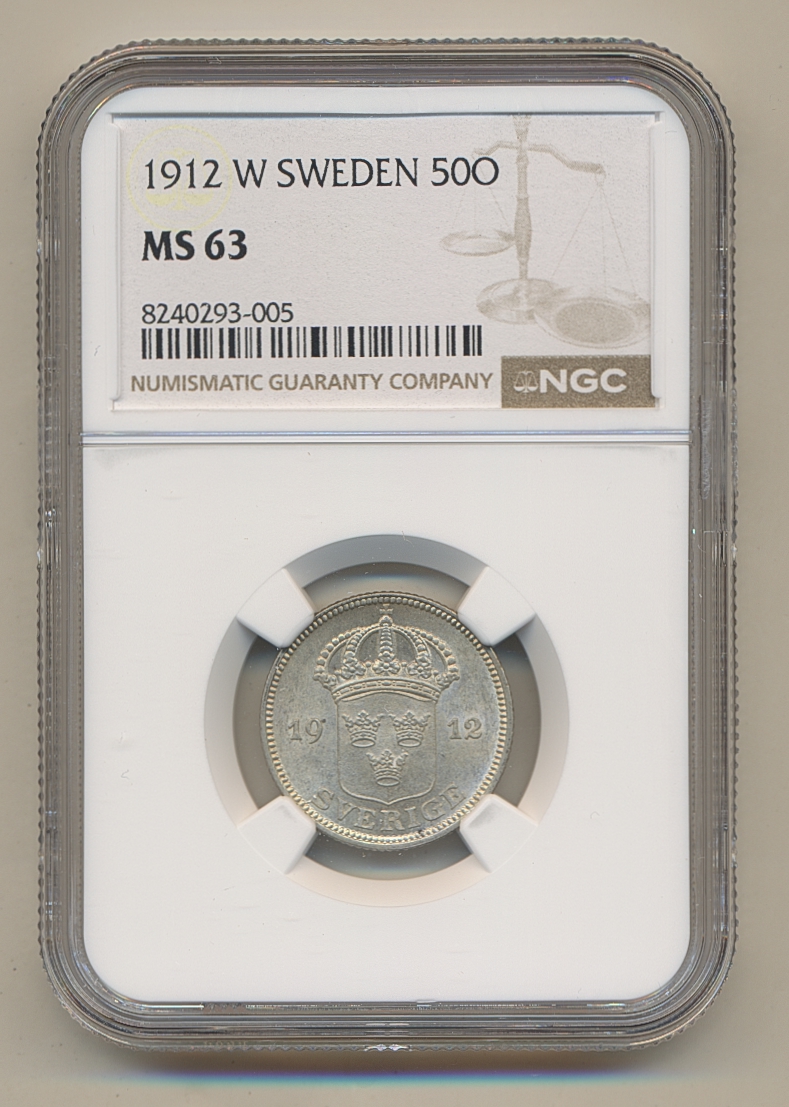 1912 W SWEDEN 50O
MS 63
8240293-005
NUMISMATIC GUARANTY COMPANY
NGC
19 12
SVERIGE